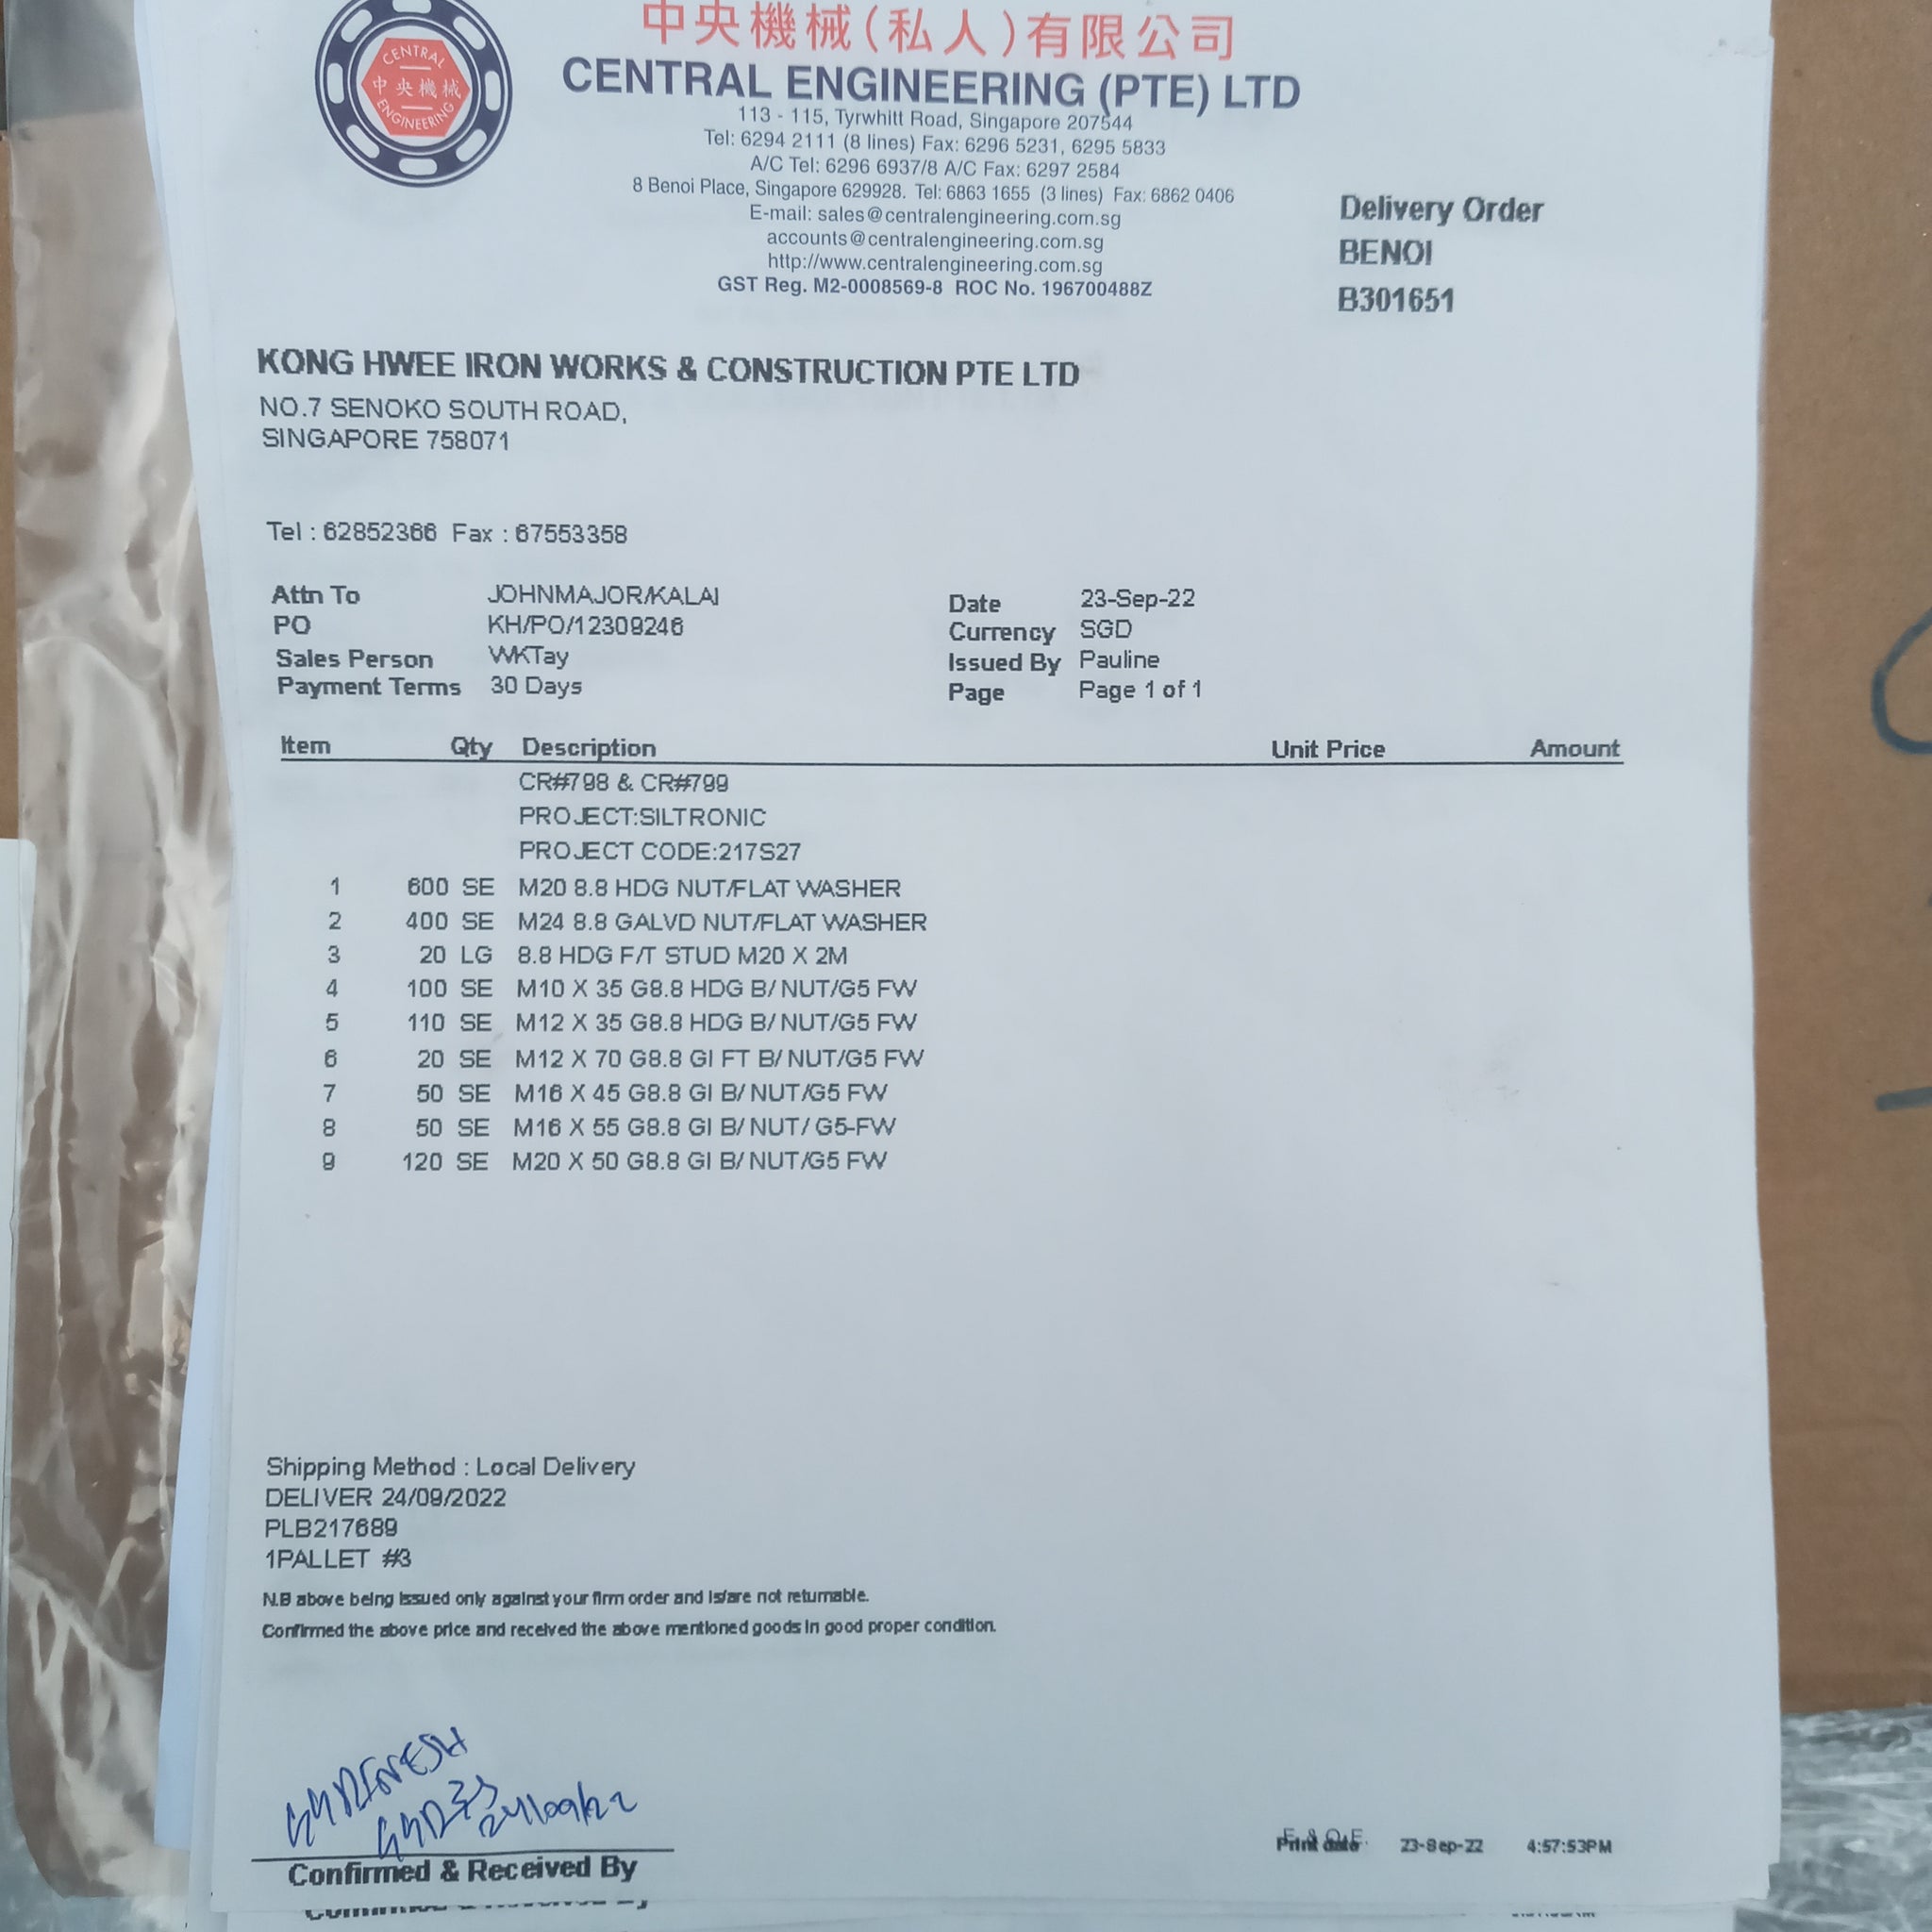 中央機械(私人)有限公司
CENTRAL
中央機械
ENGINEERING
CENTRAL ENGINEERING (PTE) LTD
113 - 115, Tyrwhitt Road, Singapore 207544
Tel: 6294 2111 (8 lines) Fax: 6296 5231, 6295 5833
A/C Tel: 6296 6937/8 A/C Fax: 6297 2584
8 Benoi Place, Singapore 629928. Tel: 6863 1655 (3 lines) Fax: 6862 0406
E-mail: sales@centralengineering.com.sg
accounts@centralengineering.com.sg
http://www.centralengineering.com.sg
GST Reg. M2-0008569-8 ROC No. 196700488Z
Delivery Order
BENOI
B301651
KONG HWEE IRON WORKS & CONSTRUCTION PTE LTD
NO.7 SENOKO SOUTH ROAD,
SINGAPORE 758071
Tel : 62852366 Fax : 67553358
Attn To JOHNMAJOR/KALAI Date 23-Sep-22
PO KH/PO/12309246 Currency SGD
Sales Person WKTay Issued By Pauline
Payment Terms 30 Days Page Page 1 of 1
Item Qty Description Unit Price Amount
CR#798 & CR#799
PROJECT:SILTRONIC
PROJECT CODE:217S27
1 600 SE M20 8.8 HDG NUT/FLAT WASHER
2 400 SE M24 8.8 GALVD NUT/FLAT WASHER
3 20 LG 8.8 HDG F/T STUD M20 X 2M
4 100 SE M10 X 35 G8.8 HDG B/ NUT/G5 FW
5 110 SE M12 X 35 G8.8 HDG B/ NUT/G5 FW
6 20 SE M12 X 70 G8.8 GI FT B/ NUT/G5 FW
7 50 SE M16 X 45 G8.8 GI B/ NUT/G5 FW
8 50 SE M16 X 55 G8.8 GI B/ NUT/ G5-FW
9 120 SE M20 X 50 G8.8 GI B/ NUT/G5 FW
Shipping Method : Local Delivery
DELIVER 24/09/2022
PLB217689
1PALLET #3
N.B above being issued only against your firm order and is/are not returnable.
Confirmed the above price and received the above mentioned goods in good proper condition.
24/09/22
E. & O.E.
Print date 23-Sep-22 4:57:53PM
Confirmed & Received By